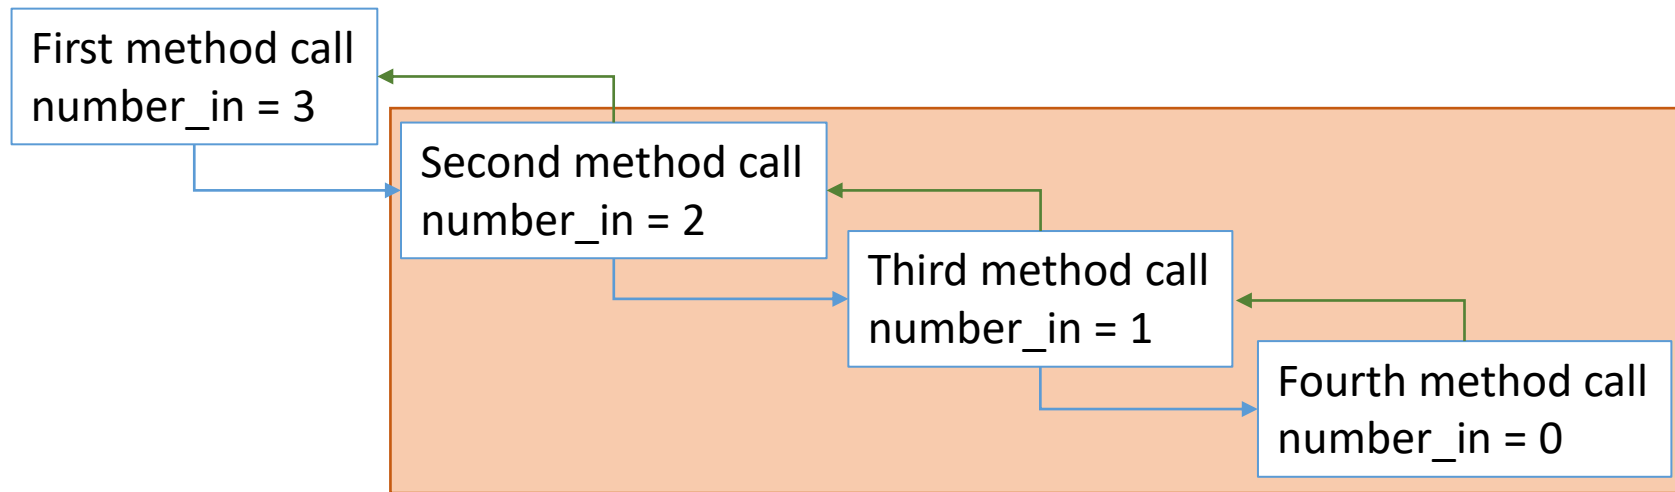 First method call
number_in = 3
Second method call
number_in = 2
Third method call
number_in = 1
Fourth method call
number_in = 0